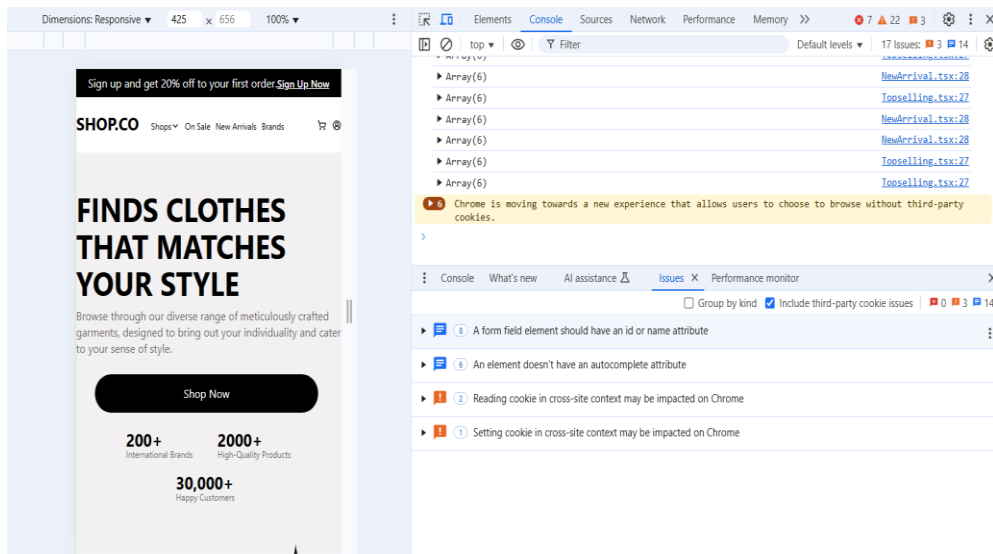 Dimensions: Responsive ▼ 425 x 656 100% ▼
Elements Console Sources Network Performance Memory 7 22 3
top ▼ Filter Default levels ▼ 17 Issues: 3 14
Array(6) Topselling.tsx:27
Array(6) NewArrival.tsx:28
Array(6) Topselling.tsx:27
Array(6) NewArrival.tsx:28
Array(6) NewArrival.tsx:28
Array(6) Topselling.tsx:27
Array(6) Topselling.tsx:27
6 Chrome is moving towards a new experience that allows users to choose to browse without third-party
cookies.
Console What's new AI assistance Issues Performance monitor
Group by kind Include third-party cookie issues 0 3 14
8 A form field element should have an id or name attribute
6 An element doesn't have an autocomplete attribute
2 Reading cookie in cross-site context may be impacted on Chrome
1 Setting cookie in cross-site context may be impacted on Chrome
Sign up and get 20% off to your first order.Sign Up Now
SHOP.CO Shops On Sale New Arrivals Brands
FINDS CLOTHES
THAT MATCHES
YOUR STYLE
Browse through our diverse range of meticulously crafted
garments, designed to bring out your individuality and cater
to your sense of style.
Shop Now
200+ 2000+
International Brands High-Quality Products
30,000+
Happy Customers